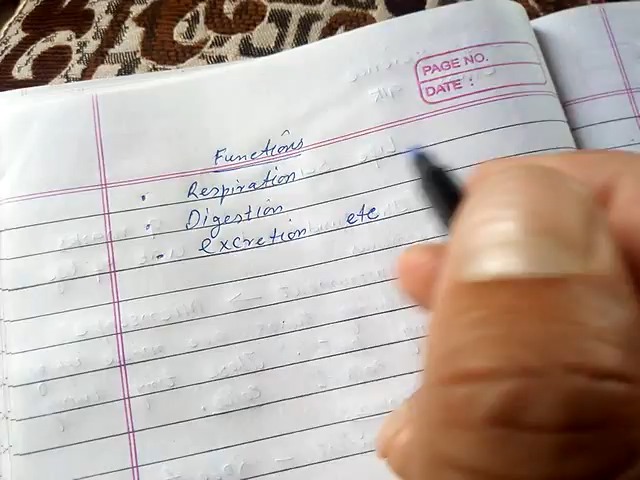 PAGE NO.
DATE :
Functions
• Respiration
• Digestion
• excretion etc